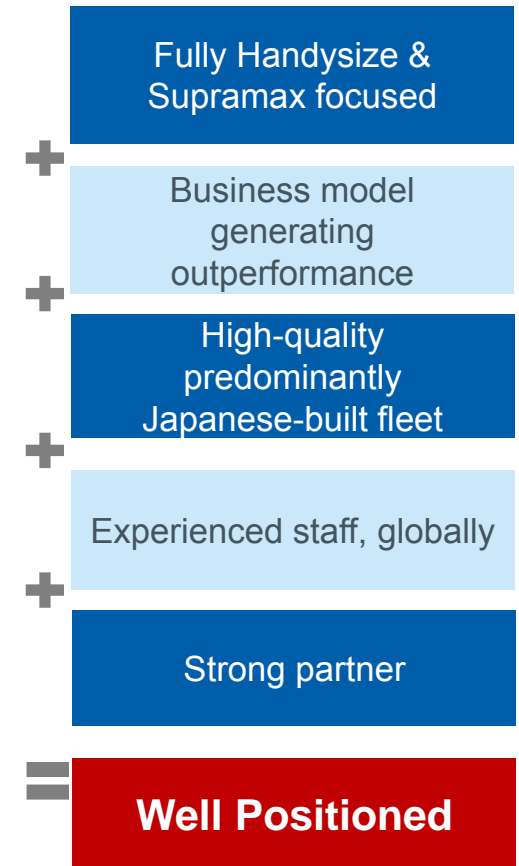 Fully Handysize &
Supramax focused
Business model
generating
outperformance
High-quality
predominantly
Japanese-built fleet
Experienced staff, globally
Strong partner
Well Positioned